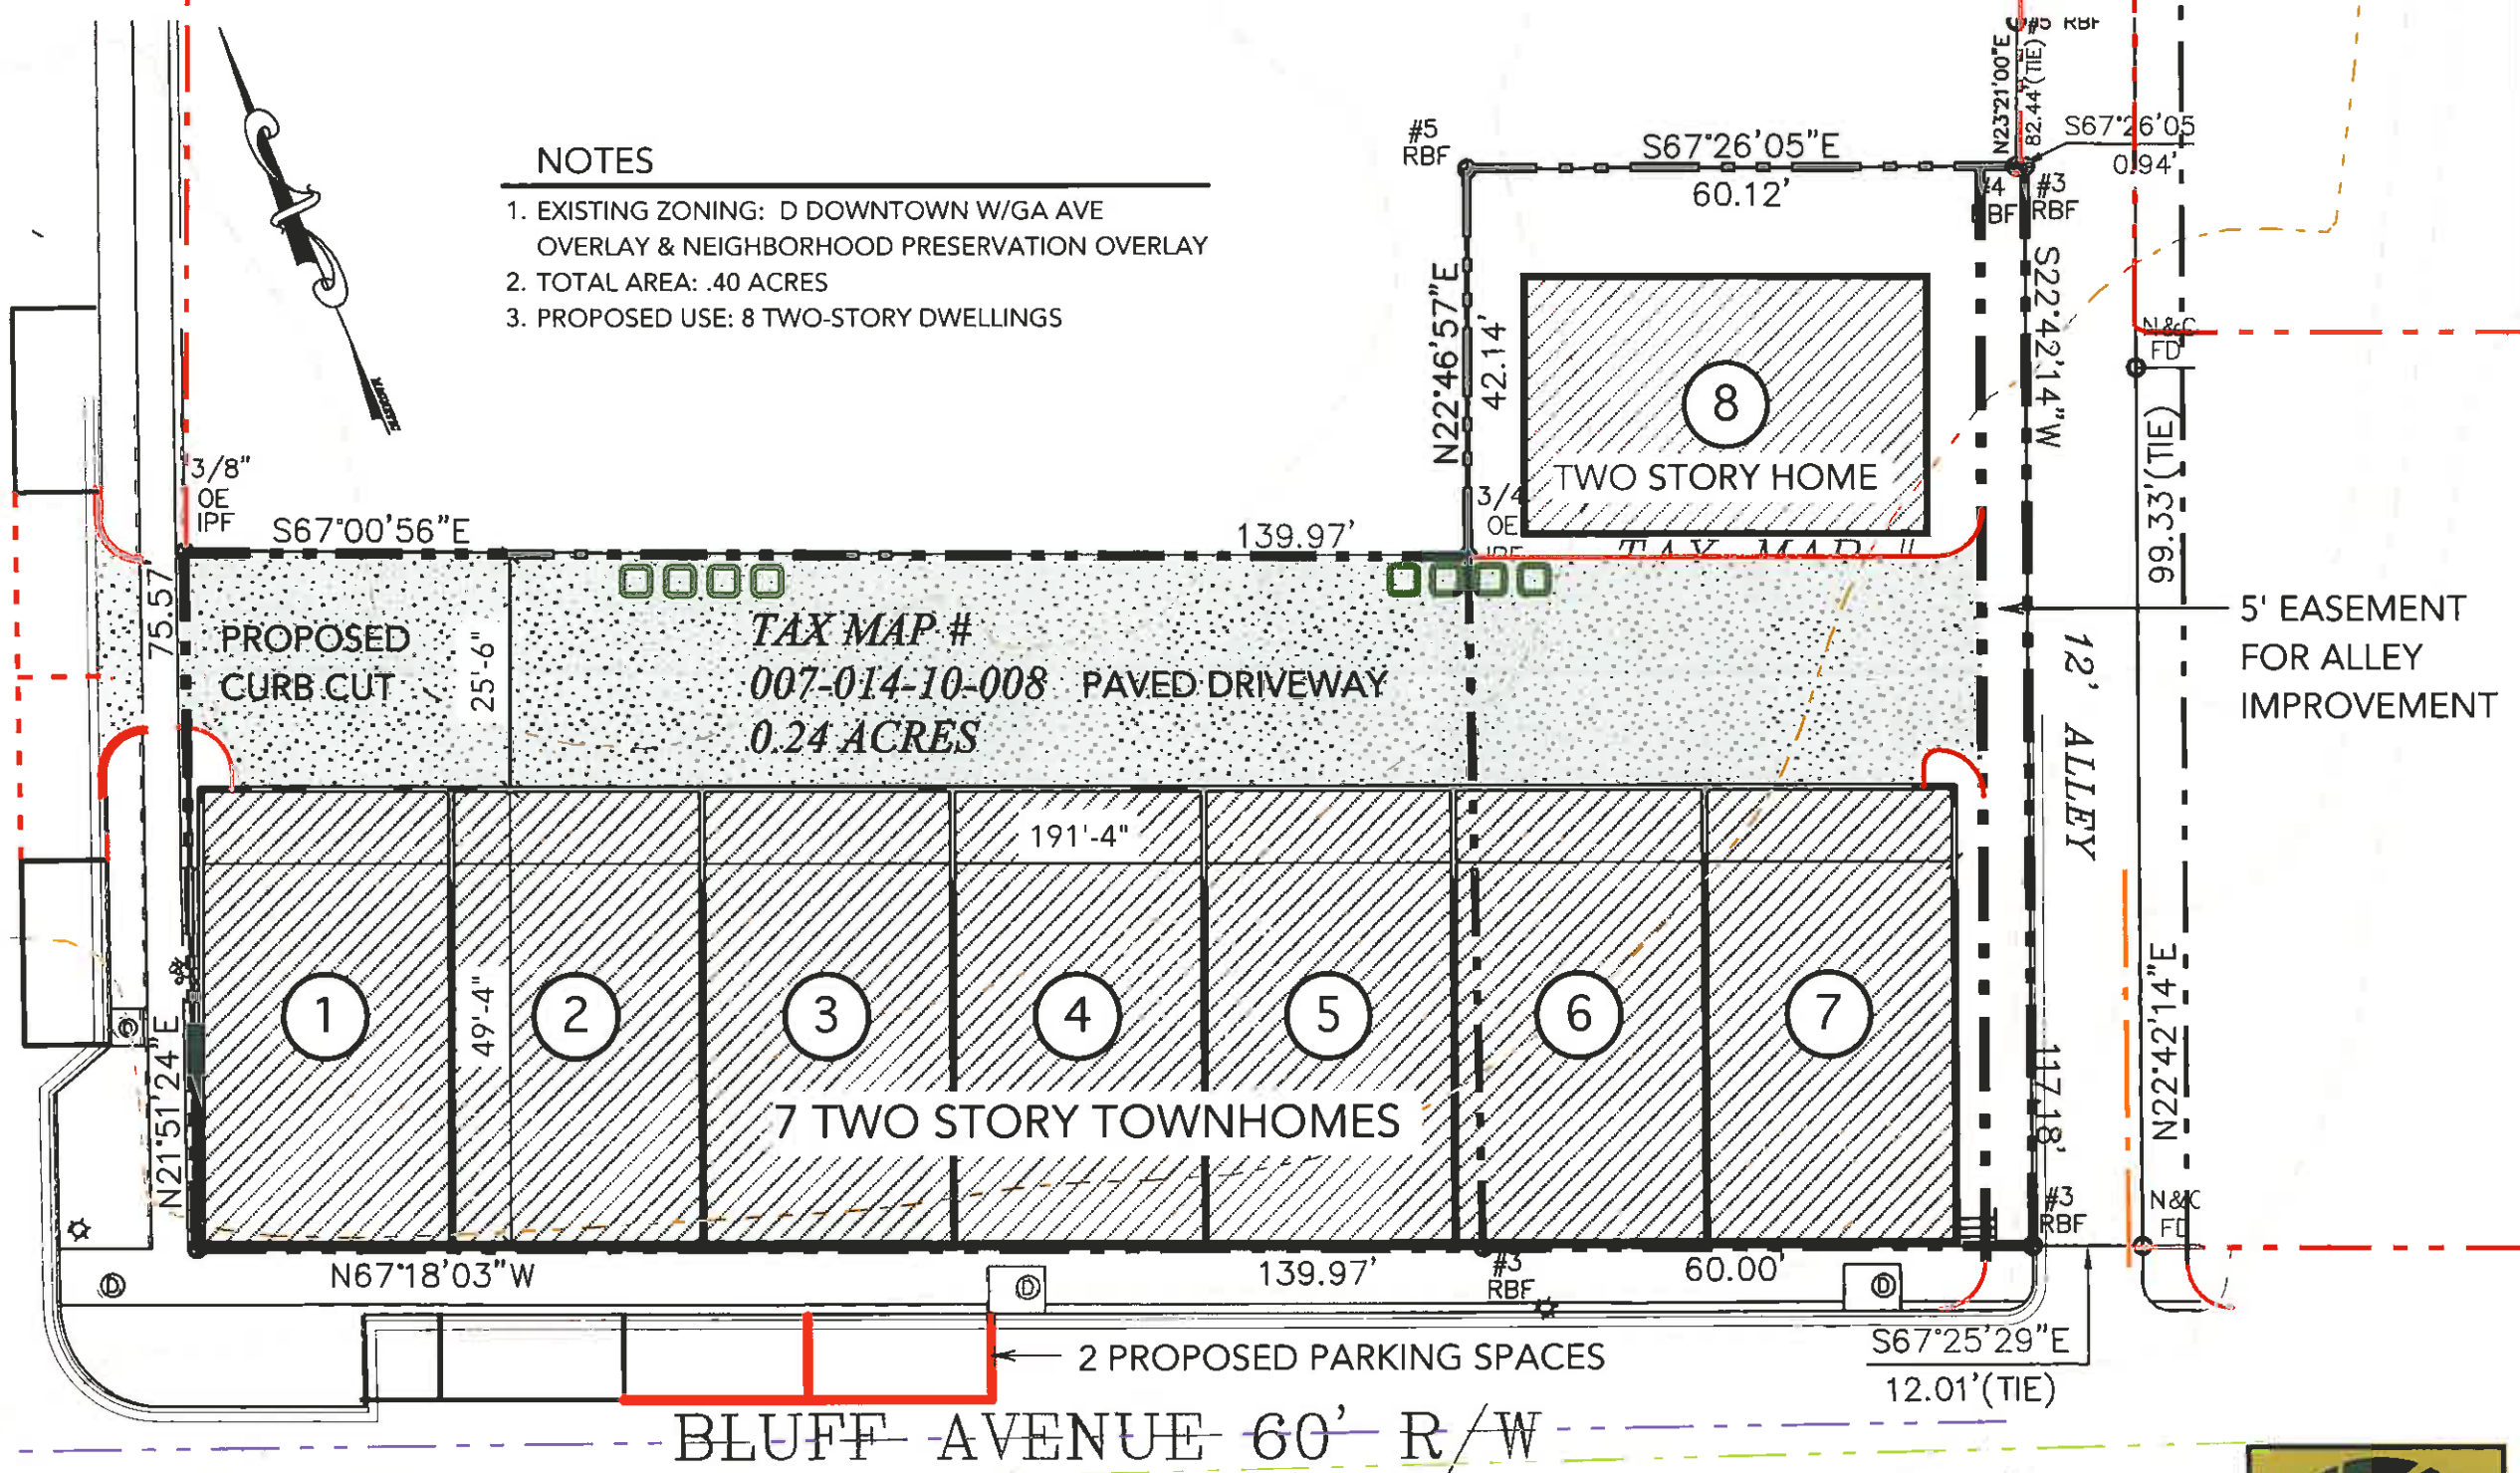 NOTES
1. EXISTING ZONING: D DOWNTOWN W/GA AVE
OVERLAY & NEIGHBORHOOD PRESERVATION OVERLAY
2. TOTAL AREA: .40 ACRES
3. PROPOSED USE: 8 TWO-STORY DWELLINGS
#5 RBF
N23°21'00"E
82.44'(TIE)
S67°26'05
0.94'
#5
RBF
S67°26'05"E
60.12'
#4
BF
#3
RBF
N22°46'57"E
42.14'
S22°42'14"W
N&C
FD
8
TWO STORY HOME
3/4
OE
IPF
TAX MAP #
3/8"
OE
IPF
S67°00'56"E
139.97'
99.33'(TIE)
75.57
PROPOSED
CURB CUT
25'-6"
TAX MAP #
007-014-10-008
0.24 ACRES
PAVED DRIVEWAY
5' EASEMENT
FOR ALLEY
IMPROVEMENT
12' ALLEY
191'-4"
1
49'-4"
2
3
4
5
6
7
7 TWO STORY TOWNHOMES
N21°51'24"E
117.18'
N22°42'14"E
#3
RBF
N&C
FD
N67°18'03"W
139.97'
#3
RBF
60.00'
D
D
D
D
2 PROPOSED PARKING SPACES
S67°25'29"E
12.01'(TIE)
BLUFF AVENUE 60' R/W